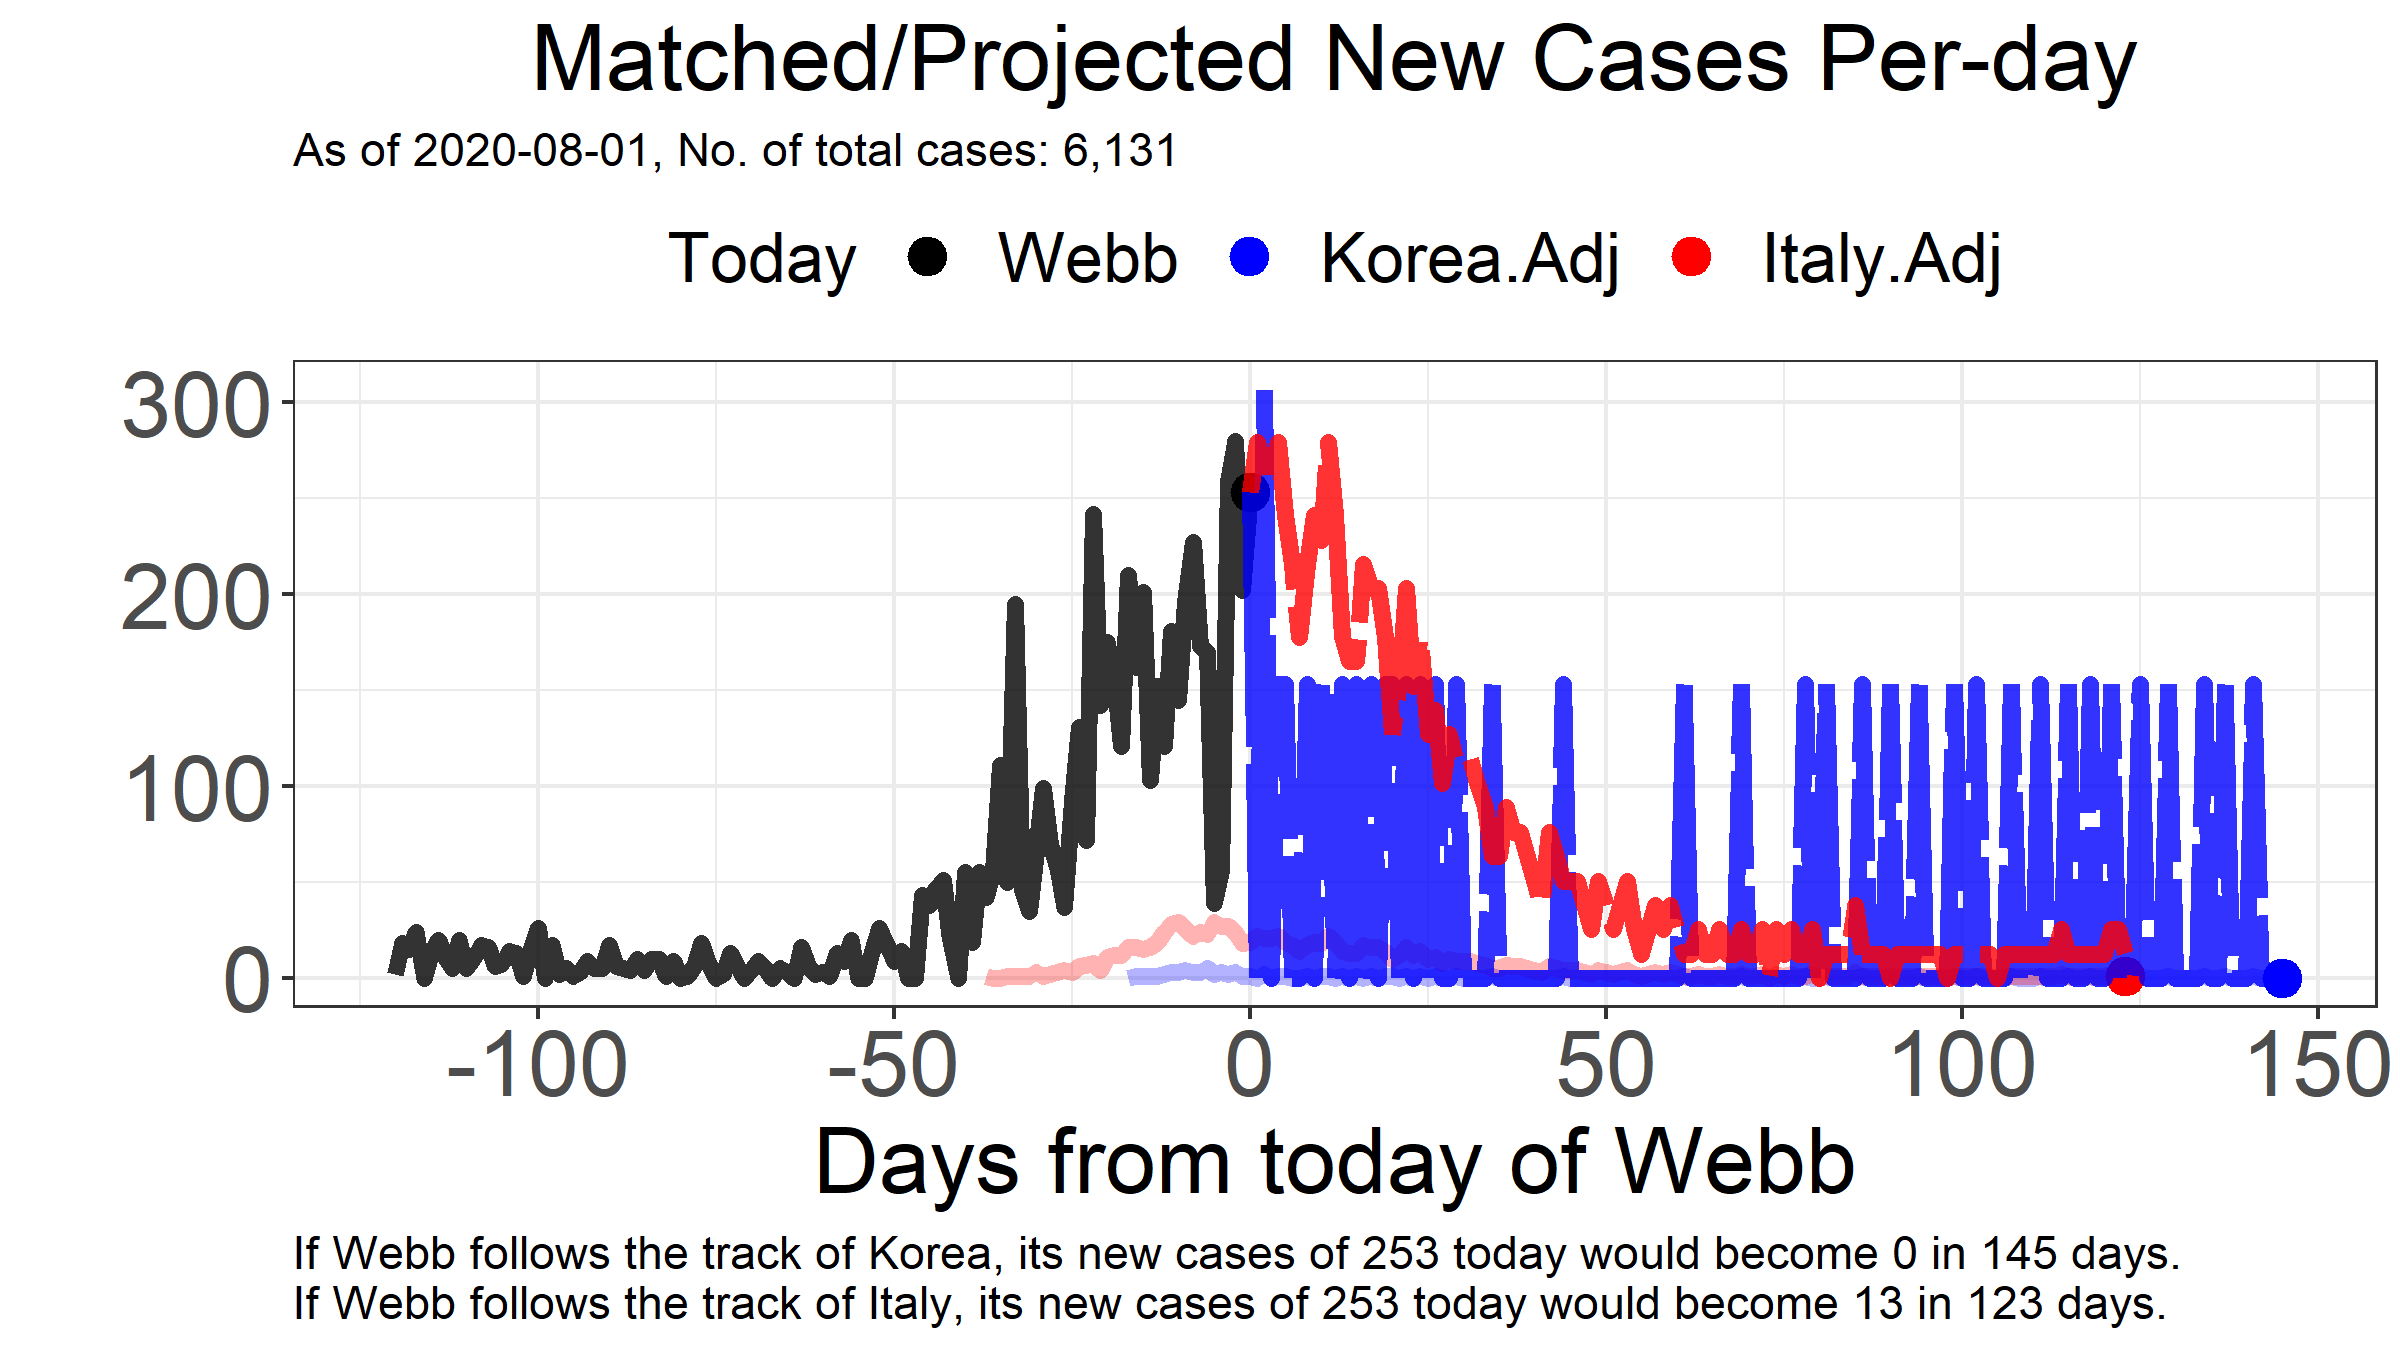 Matched/Projected New Cases Per-day
As of 2020-08-01, No. of total cases: 6,131
Today Webb Korea.Adj Italy.Adj
300
200
100
0
-100 -50 0 50 100 150
Days from today of Webb
If Webb follows the track of Korea, its new cases of 253 today would become 0 in 145 days.
If Webb follows the track of Italy, its new cases of 253 today would become 13 in 123 days.